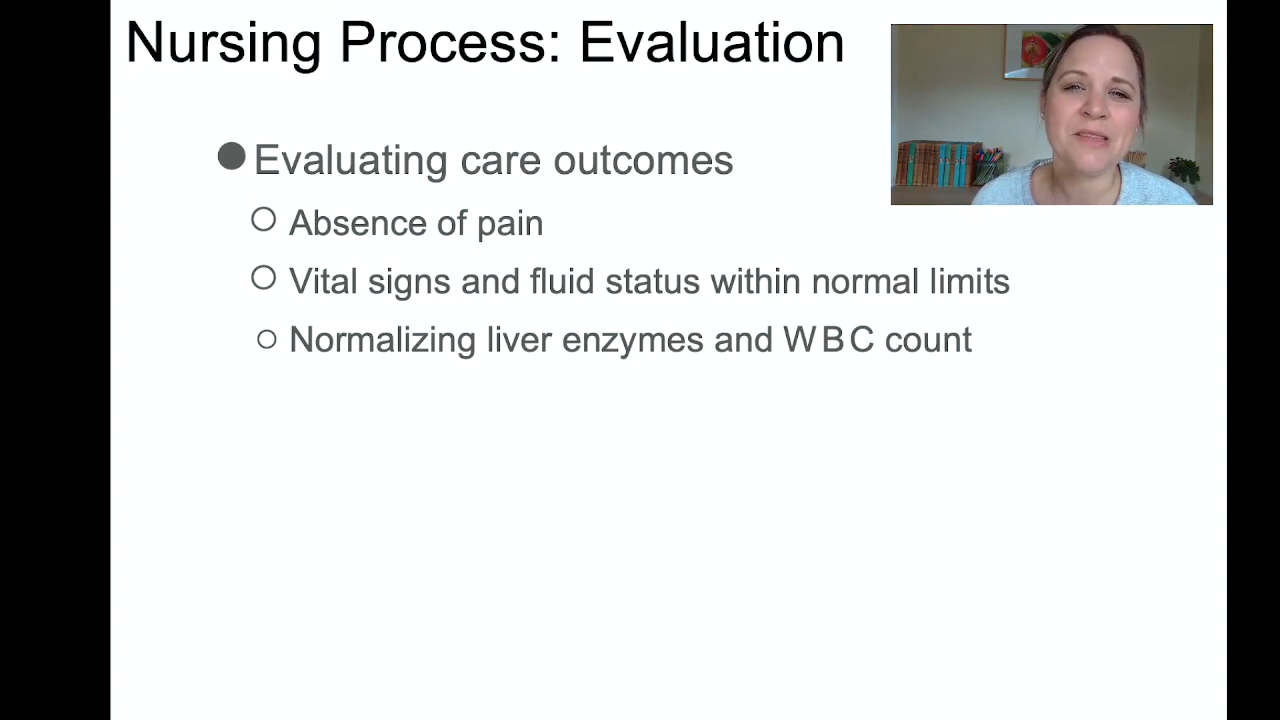 Nursing Process: Evaluation
Evaluating care outcomes
Absence of pain
Vital signs and fluid status within normal limits
Normalizing liver enzymes and WBC count